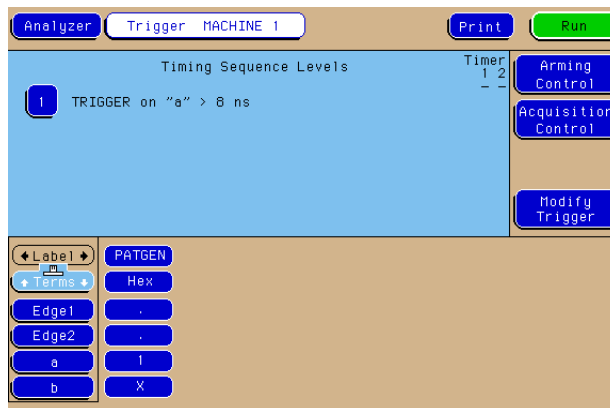 Analyzer Trigger MACHINE 1 Print Run
Timing Sequence Levels
Timer
1 2
- -
1 TRIGGER on "a" > 8 ns
Arming
Control
Acquisition
Control
Modify
Trigger
Label PATGEN
Terms Hex
Edge1 .
Edge2 .
a 1
b X